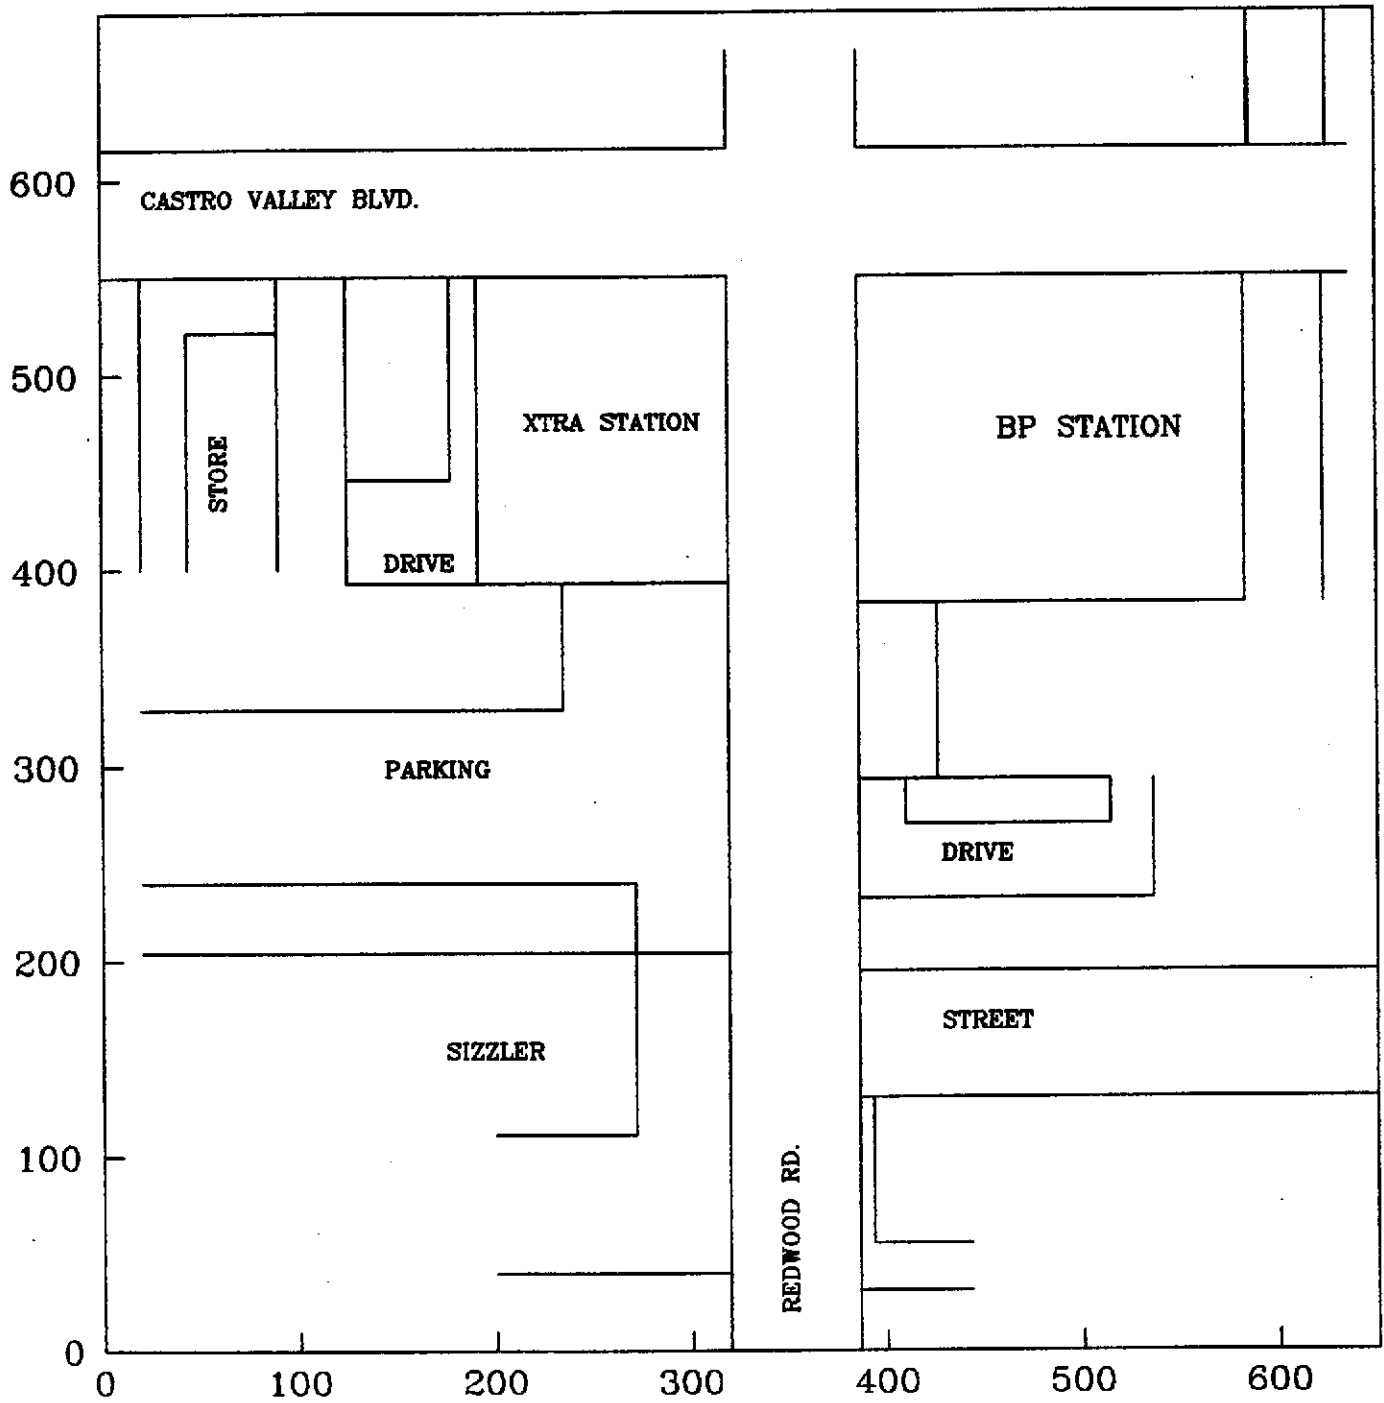 600
CASTRO VALLEY BLVD.
500
XTRA STATION
BP STATION
STORE
400
DRIVE
300
PARKING
DRIVE
200
STREET
SIZZLER
100
REDWOOD RD.
0
0 100 200 300 400 500 600